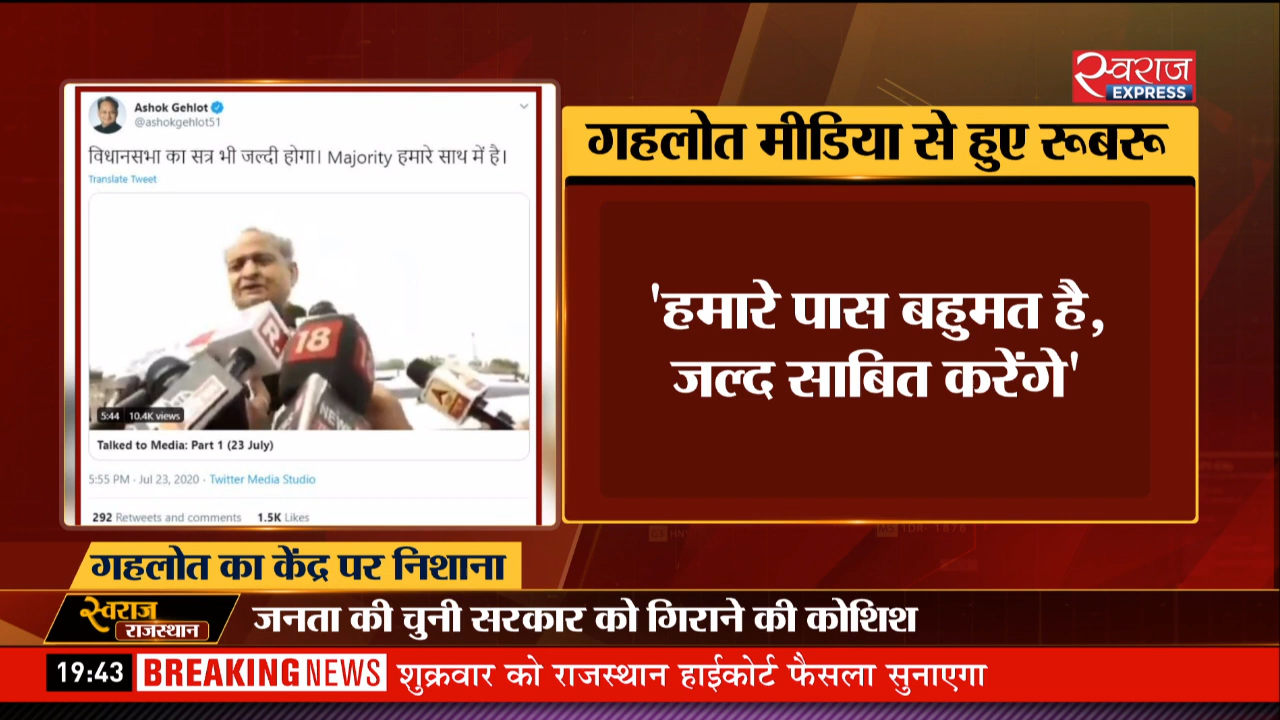 स्वराज
EXPRESS
Ashok Gehlot
@ashokgehlot51
विधानसभा का सत्र भी जल्दी होगा। Majority हमारे साथ में है।
Translate Tweet
18
NEWS
5:44 10.4K views
Talked to Media: Part 1 (23 July)
5:55 PM · Jul 23, 2020 · Twitter Media Studio
292 Retweets and comments 1.5K Likes
गहलोत मीडिया से हुए रूबरू
'हमारे पास बहुमत है,
जल्द साबित करेंगे'
गहलोत का केंद्र पर निशाना
स्वराज
राजस्थान
जनता की चुनी सरकार को गिराने की कोशिश
19:43 BREAKING NEWS शुक्रवार को राजस्थान हाईकोर्ट फैसला सुनाएगा